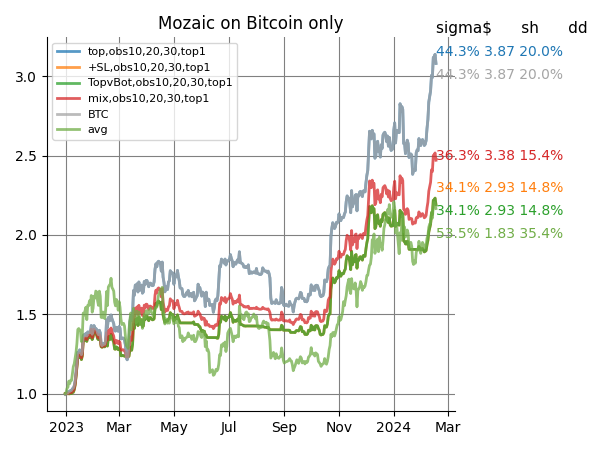 Mozaic on Bitcoin only
sigma$ sh dd
top,obs10,20,30,top1
+SL,obs10,20,30,top1
TopvBot,obs10,20,30,top1
mix,obs10,20,30,top1
BTC
avg
44.3% 3.87 20.0%
44.3% 3.87 20.0%
36.3% 3.38 15.4%
34.1% 2.93 14.8%
34.1% 2.93 14.8%
53.5% 1.83 35.4%
3.0
2.5
2.0
1.5
1.0
2023 Mar May Jul Sep Nov 2024 Mar